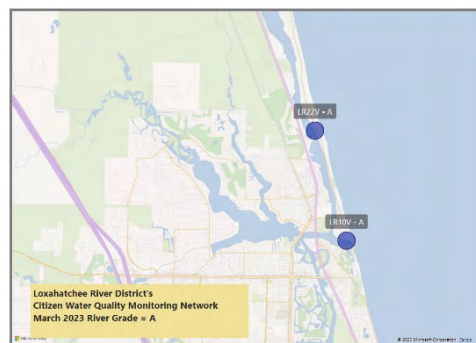 LR22V - A
LR10V - A
Loxahatchee River District's
Citizen Water Quality Monitoring Network
March 2023 River Grade = A